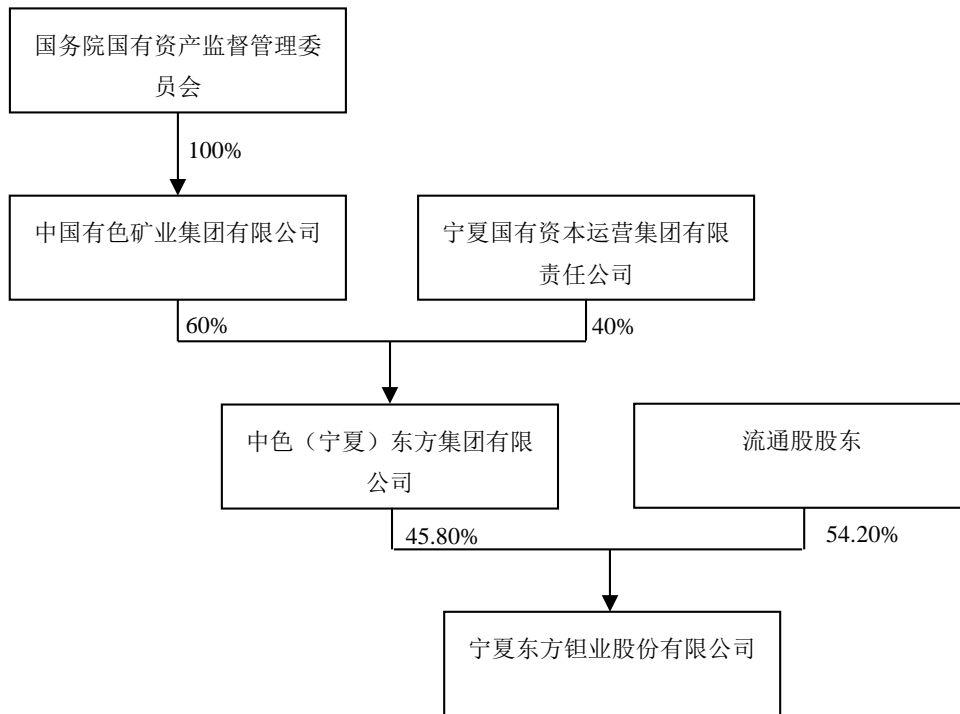 国务院国有资产监督管理委
员会
100%
中国有色矿业集团有限公司
宁夏国有资本运营集团有限
责任公司
60%
40%
中色（宁夏）东方集团有限
公司
流通股股东
45.80%
54.20%
宁夏东方钽业股份有限公司